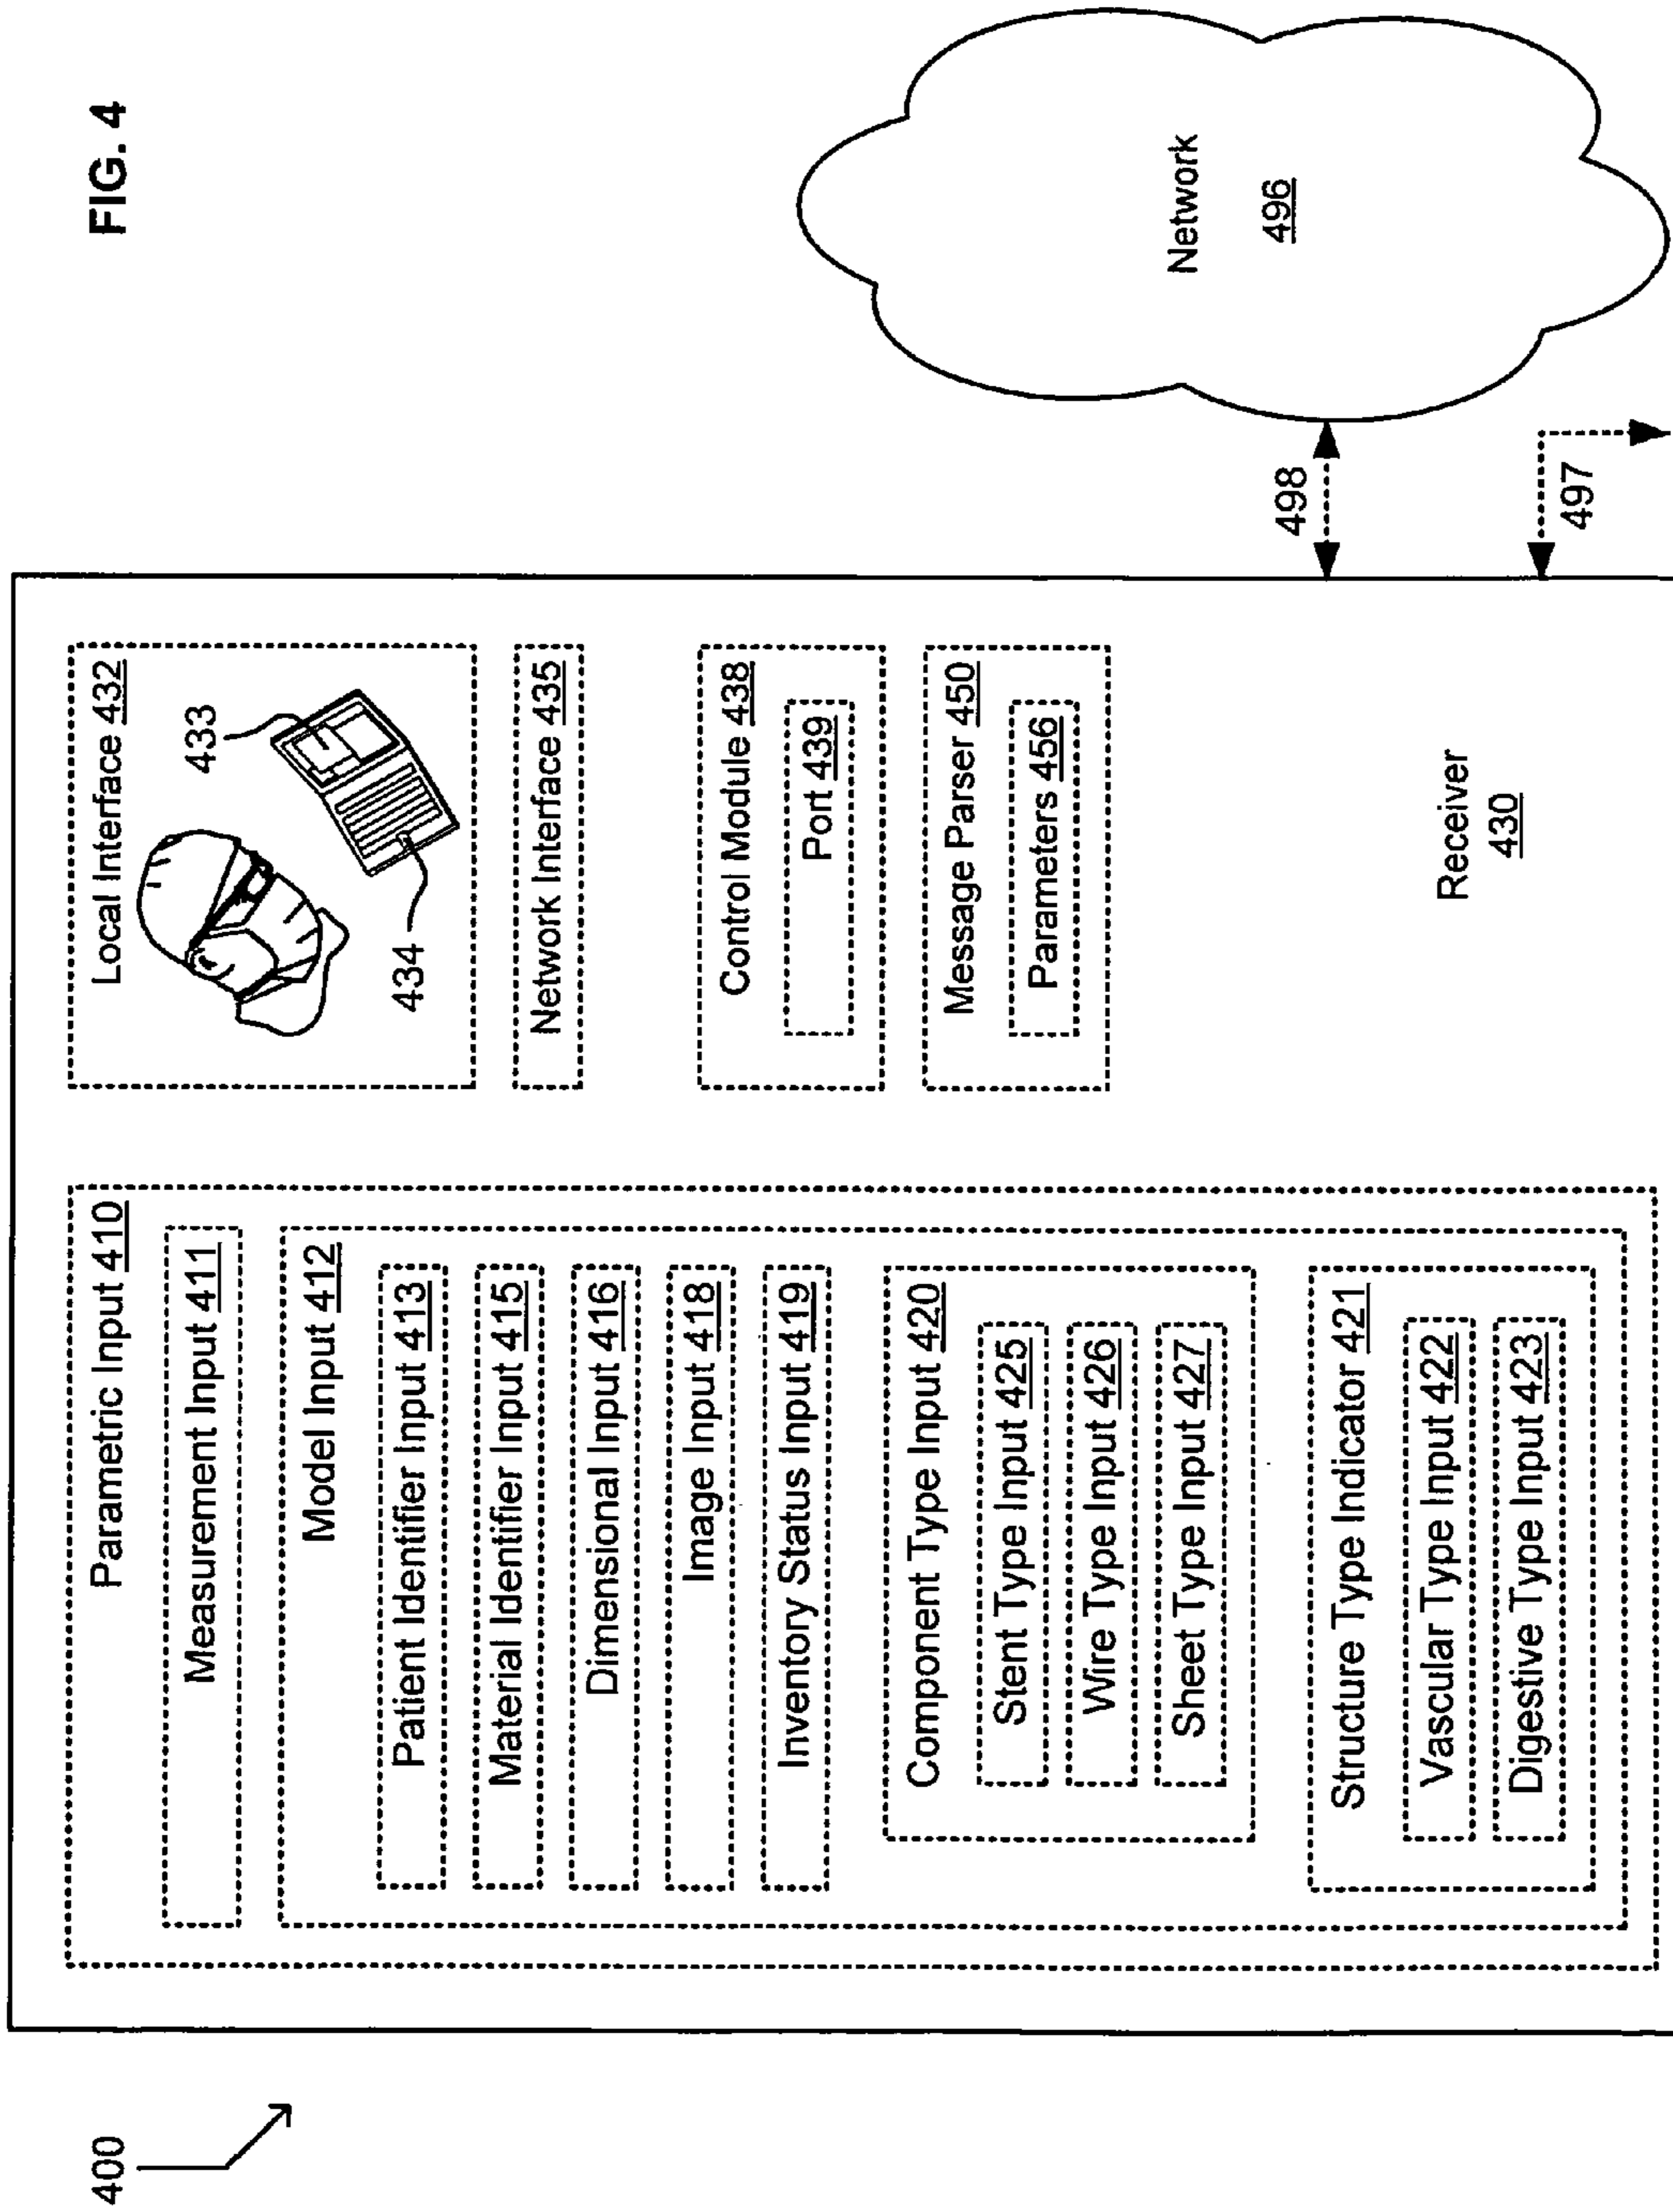 FIG. 4
400
Parametric Input 410
Measurement Input 411
Model Input 412
Patient Identifier Input 413
Material Identifier Input 415
Dimensional Input 416
Image Input 418
Inventory Status Input 419
Component Type Input 420
Stent Type Input 425
Wire Type Input 426
Sheet Type Input 427
Structure Type Indicator 421
Vascular Type Input 422
Digestive Type Input 423
Local Interface 432
433
434
Network Interface 435
Control Module 438
Port 439
Message Parser 450
Parameters 456
Receiver
430
498
497
Network
496